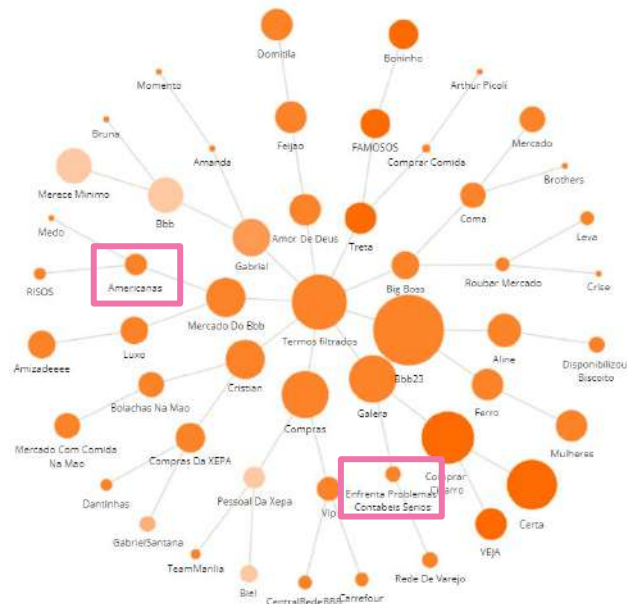 Domitila
Boninho
Momento
Arthur Picoli
Bruna
Feijao
FAMOSOS
Comprar Comida
Mercado
Amanda
Merece Minimo
Bbb
Coma
Brothers
Medo
Gabriel
Amor De Deus
Treta
Leva
RISOS
Americanas
Big Boss
Roubar Mercado
Crise
Mercado Do Bbb
Termos filtrados
Amizadeeee
Luxo
Bbb23
Aline
Disponibilizou
Biscoito
Cristian
Galera
Bolachas Na Mao
Compras
Ferro
Mercado Com Comida
Na Mao
Compras Da XEPA
Comprar
Cigarro
Mulheres
Pessoal Da Xepa
Vip
Enfrenta Problemas
Contabeis Serios
Certa
Dantinhas
GabrielSantana
VEJA
TeamManlia
Rede De Varejo
Biel
CentralRedeBBB
Carrefour